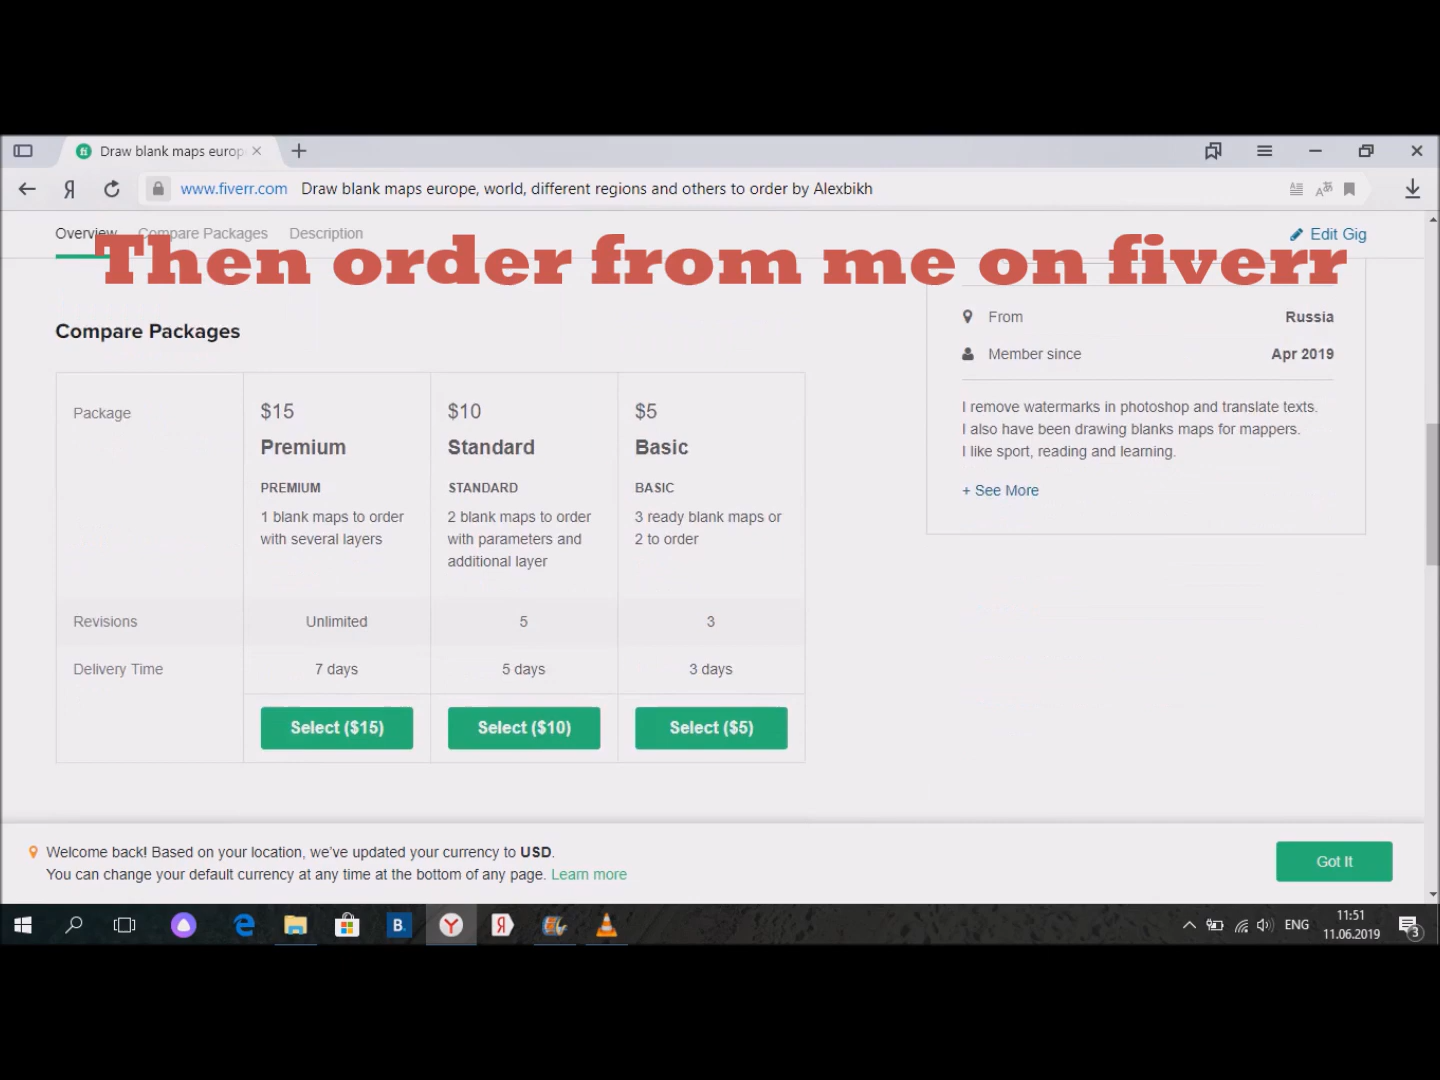 Draw blank maps europ
www.fiverr.com Draw blank maps europe, world, different regions and others to order by Alexbikh
Overview Compare Packages Description
Edit Gig
Then order from me on fiverr
From Russia
Member since Apr 2019
I remove watermarks in photoshop and translate texts.
I also have been drawing blanks maps for mappers.
I like sport, reading and learning.
+ See More
Compare Packages
Package $15 $10 $5
Premium Standard Basic
PREMIUM STANDARD BASIC
1 blank maps to order 2 blank maps to order 3 ready blank maps or
with several layers with parameters and 2 to order
additional layer
Revisions Unlimited 5 3
Delivery Time 7 days 5 days 3 days
Select ($15) Select ($10) Select ($5)
Welcome back! Based on your location, we've updated your currency to USD.
You can change your default currency at any time at the bottom of any page. Learn more
Got It
B.
ENG
11:51
11.06.2019
3